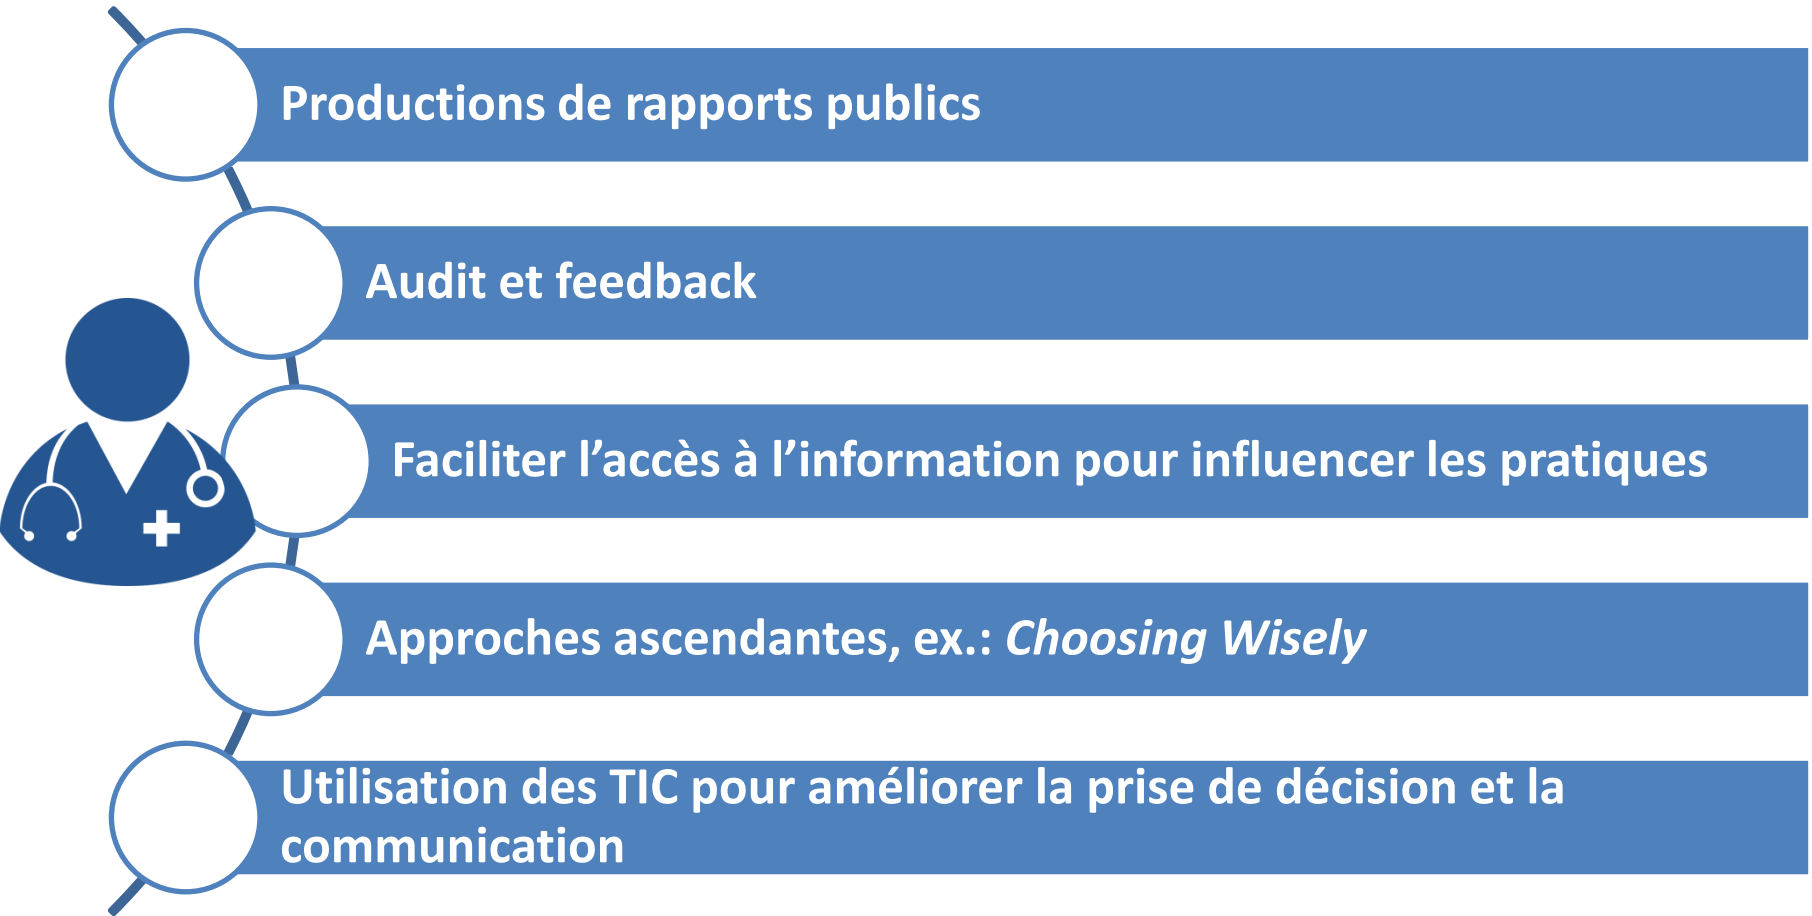 Productions de rapports publics
Audit et feedback
Faciliter l’accès à l’information pour influencer les pratiques
Approches ascendantes, ex.: Choosing Wisely
Utilisation des TIC pour améliorer la prise de décision et la
communication